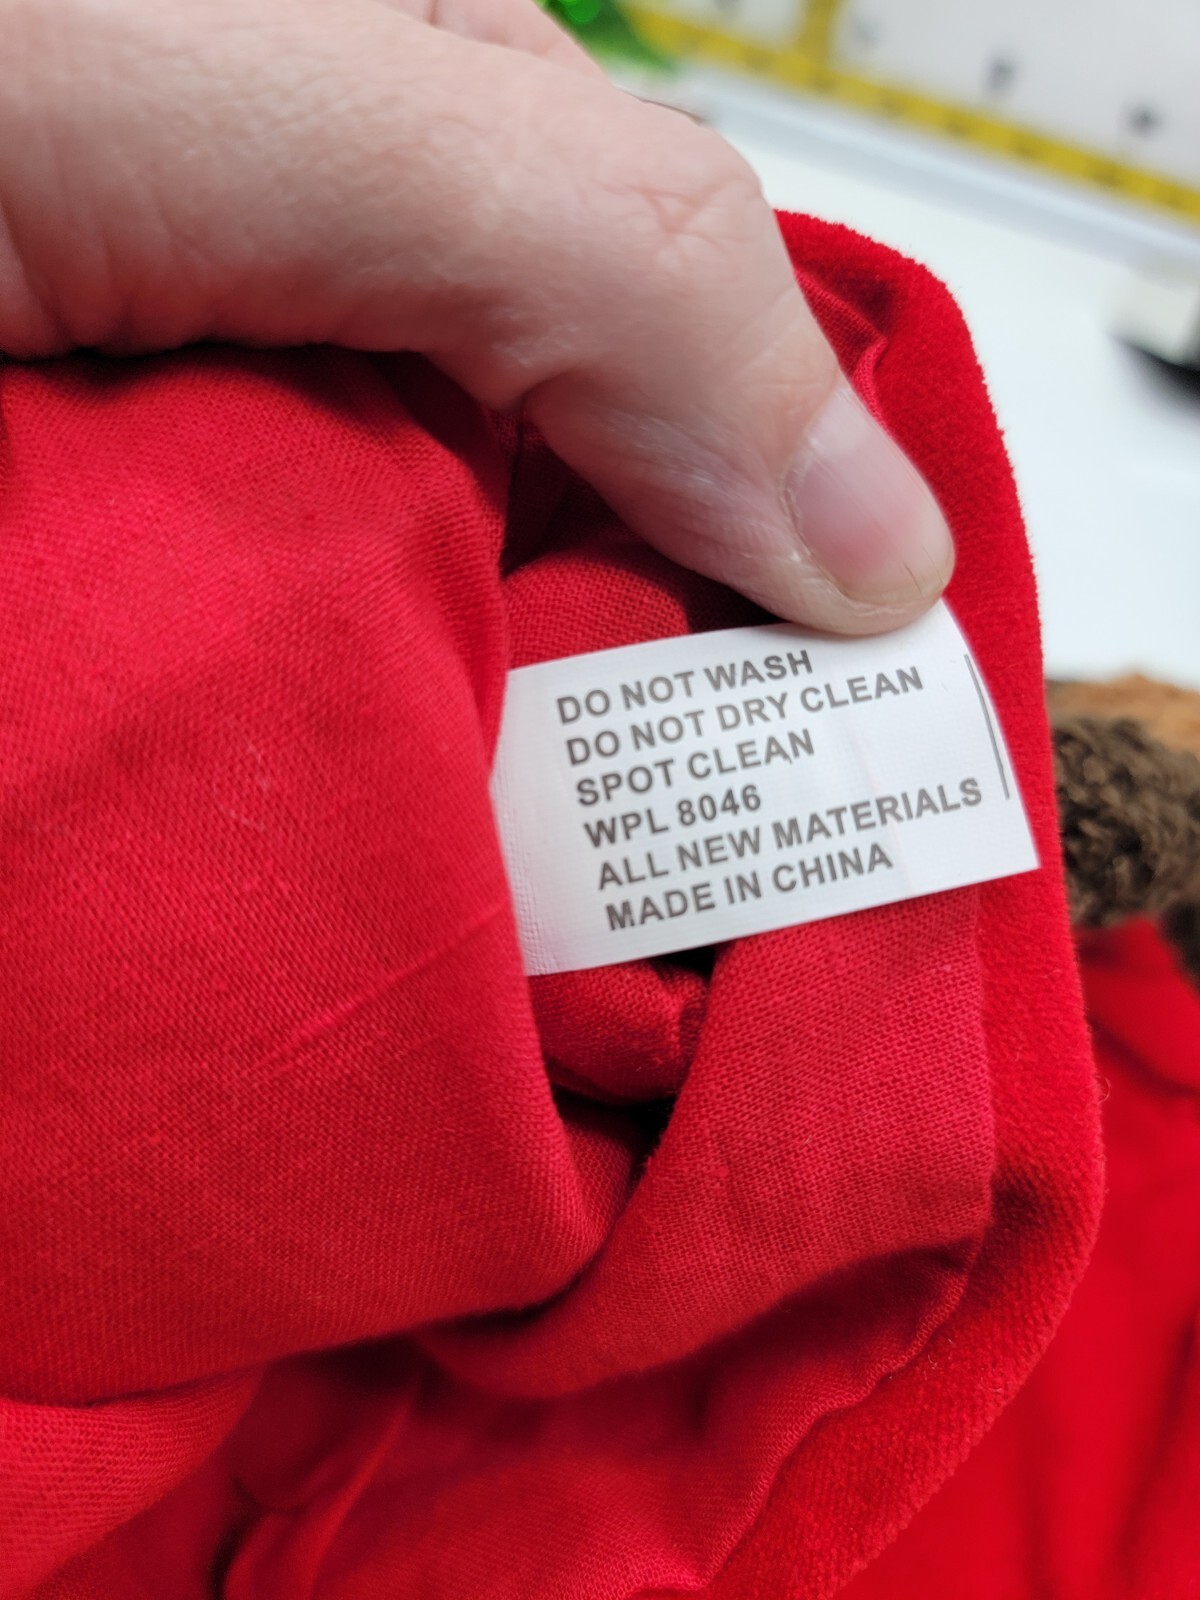 DO NOT WASH
DO NOT DRY CLEAN
SPOT CLEAN
WPL 8046
ALL NEW MATERIALS
MADE IN CHINA